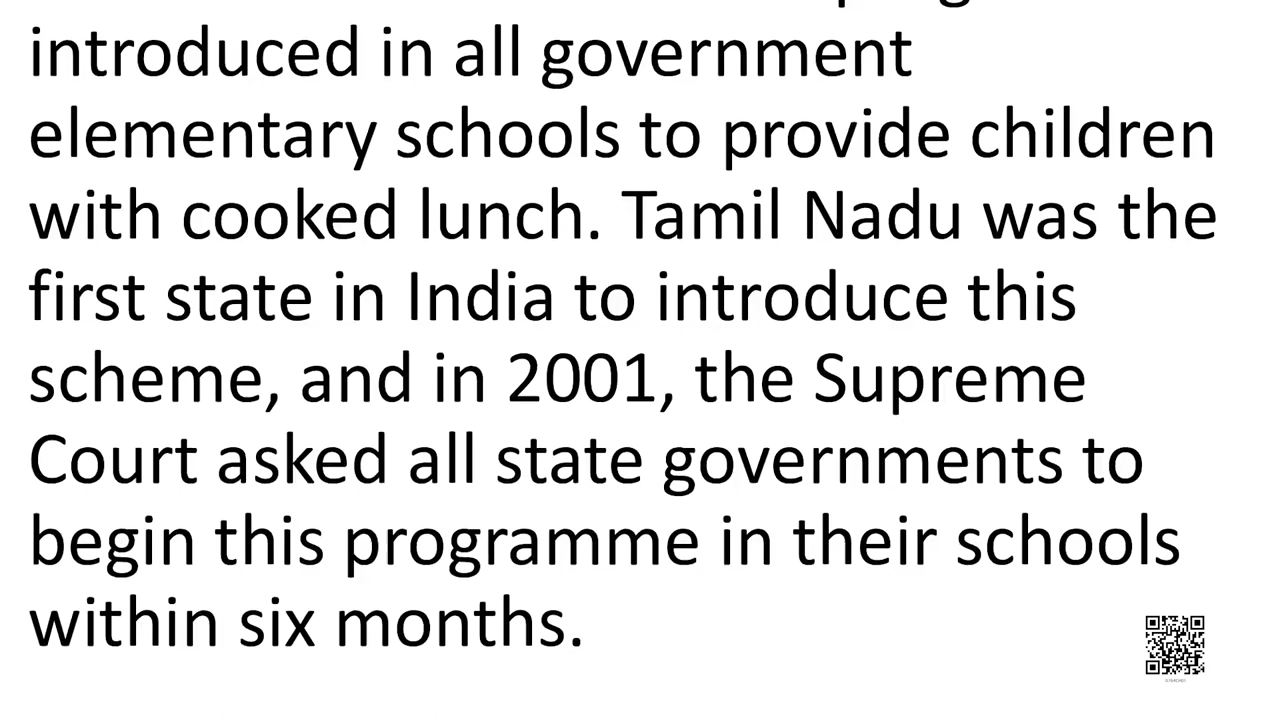 introduced in all government
elementary schools to provide children
with cooked lunch. Tamil Nadu was the
first state in India to introduce this
scheme, and in 2001, the Supreme
Court asked all state governments to
begin this programme in their schools
within six months.